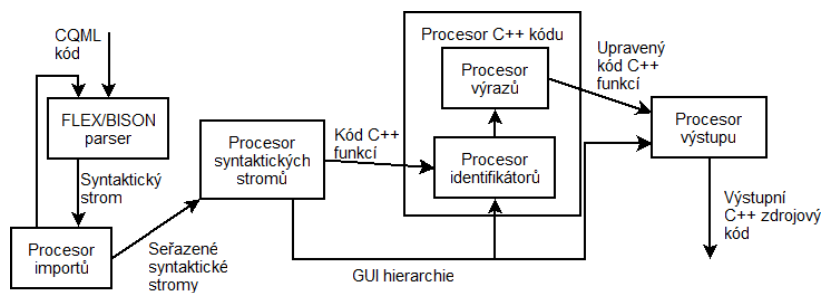 CQML
kód
FLEX/BISON
parser
Syntaktický
strom
Procesor
importů
Seřazené
syntaktické
stromy
Procesor
syntaktických
stromů
Kód C++
funkcí
Procesor C++ kódu
Procesor
výrazů
Procesor
identifikátorů
GUI hierarchie
Upravený
kód C++
funkcí
Procesor
výstupu
Výstupní
C++ zdrojový
kód